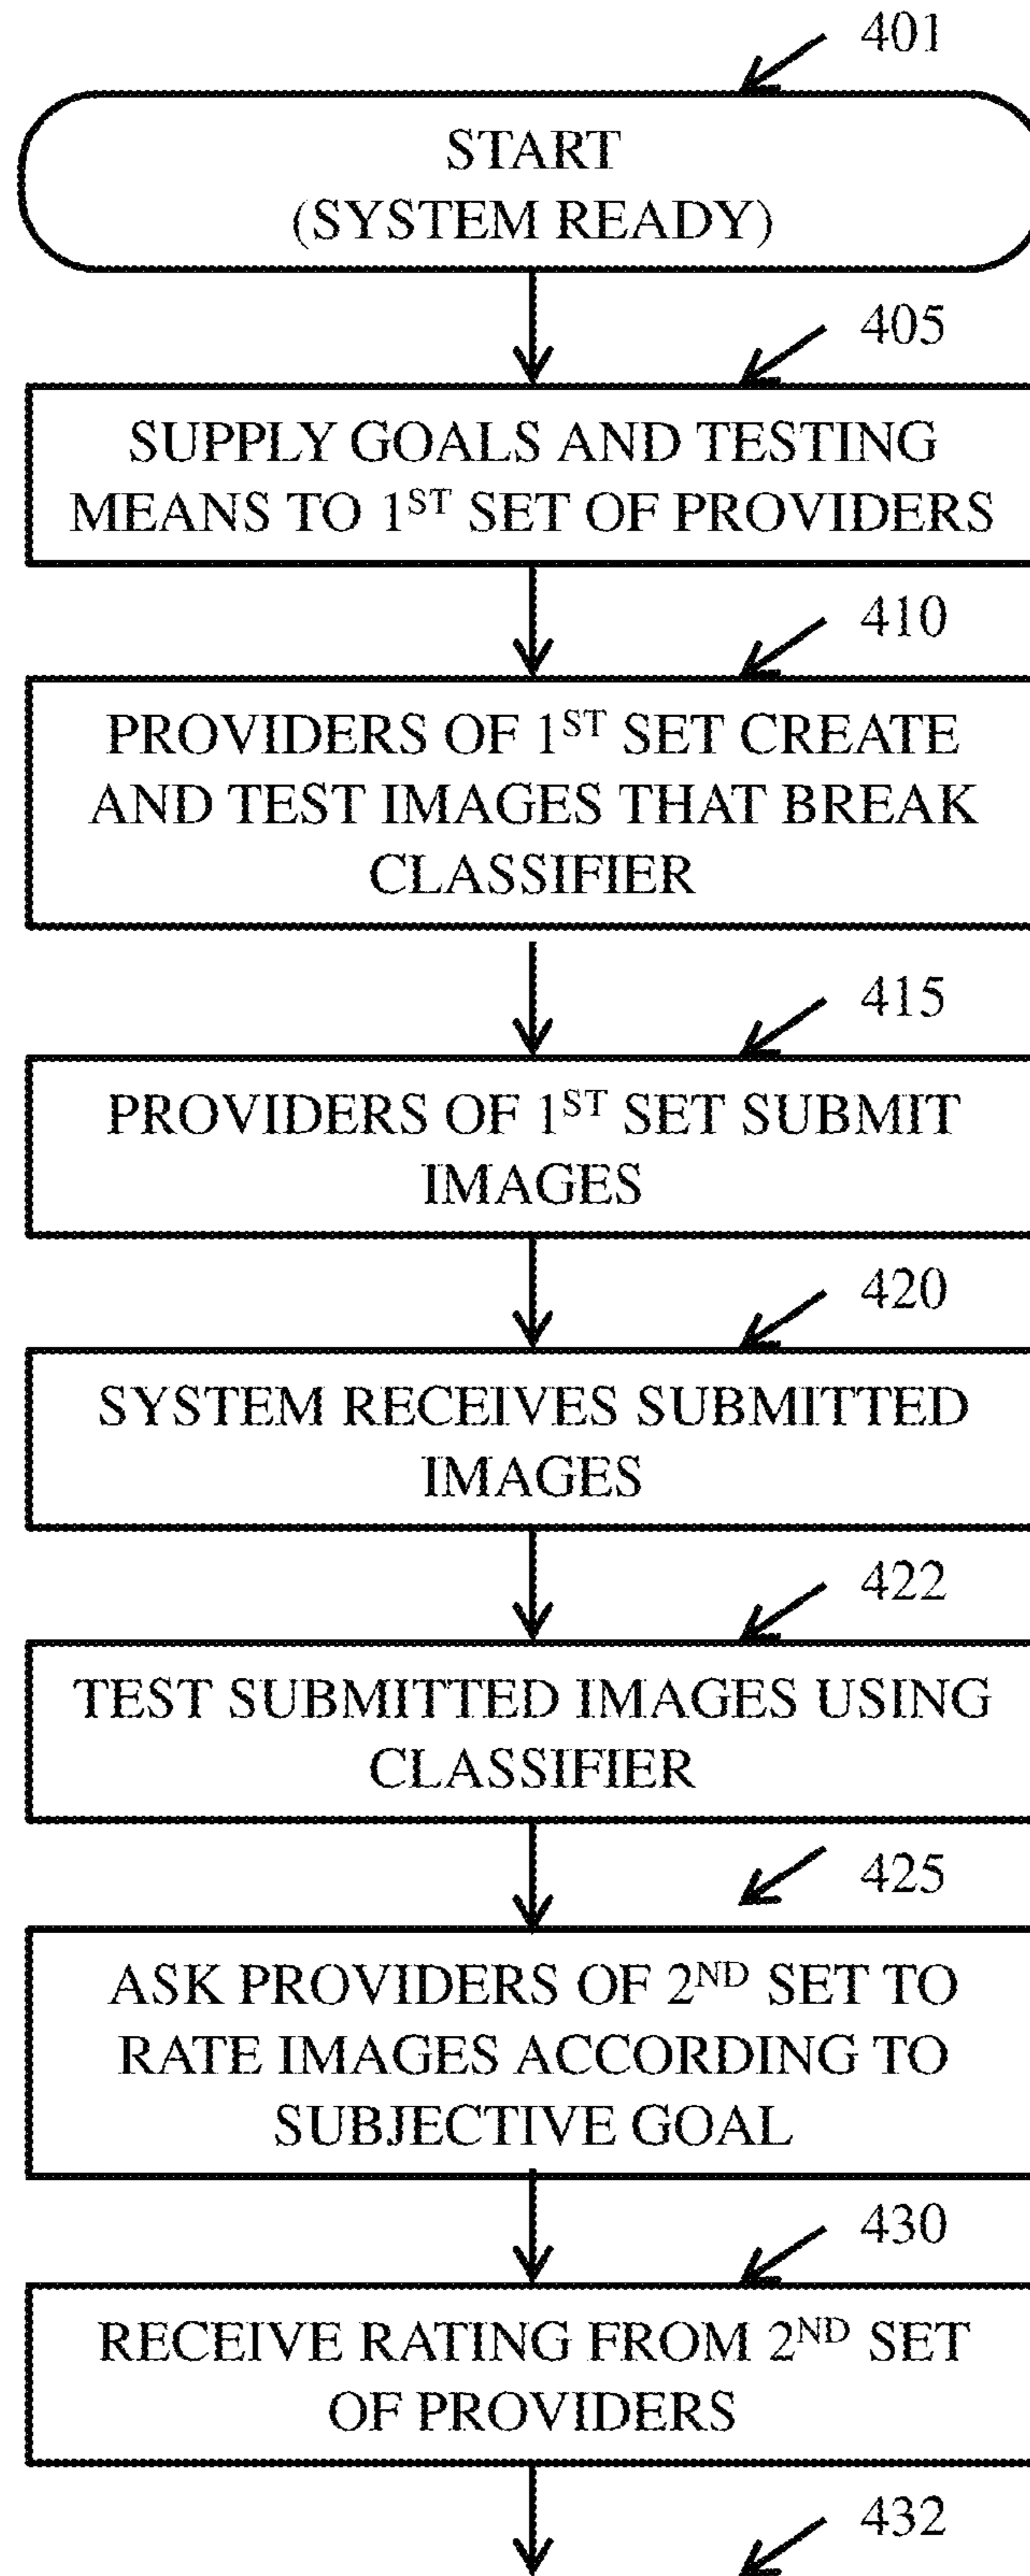 401
START
(SYSTEM READY)
405
SUPPLY GOALS AND TESTING
MEANS TO 1ST SET OF PROVIDERS
410
PROVIDERS OF 1ST SET CREATE
AND TEST IMAGES THAT BREAK
CLASSIFIER
415
PROVIDERS OF 1ST SET SUBMIT
IMAGES
420
SYSTEM RECEIVES SUBMITTED
IMAGES
422
TEST SUBMITTED IMAGES USING
CLASSIFIER
425
ASK PROVIDERS OF 2ND SET TO
RATE IMAGES ACCORDING TO
SUBJECTIVE GOAL
430
RECEIVE RATING FROM 2ND SET
OF PROVIDERS
432